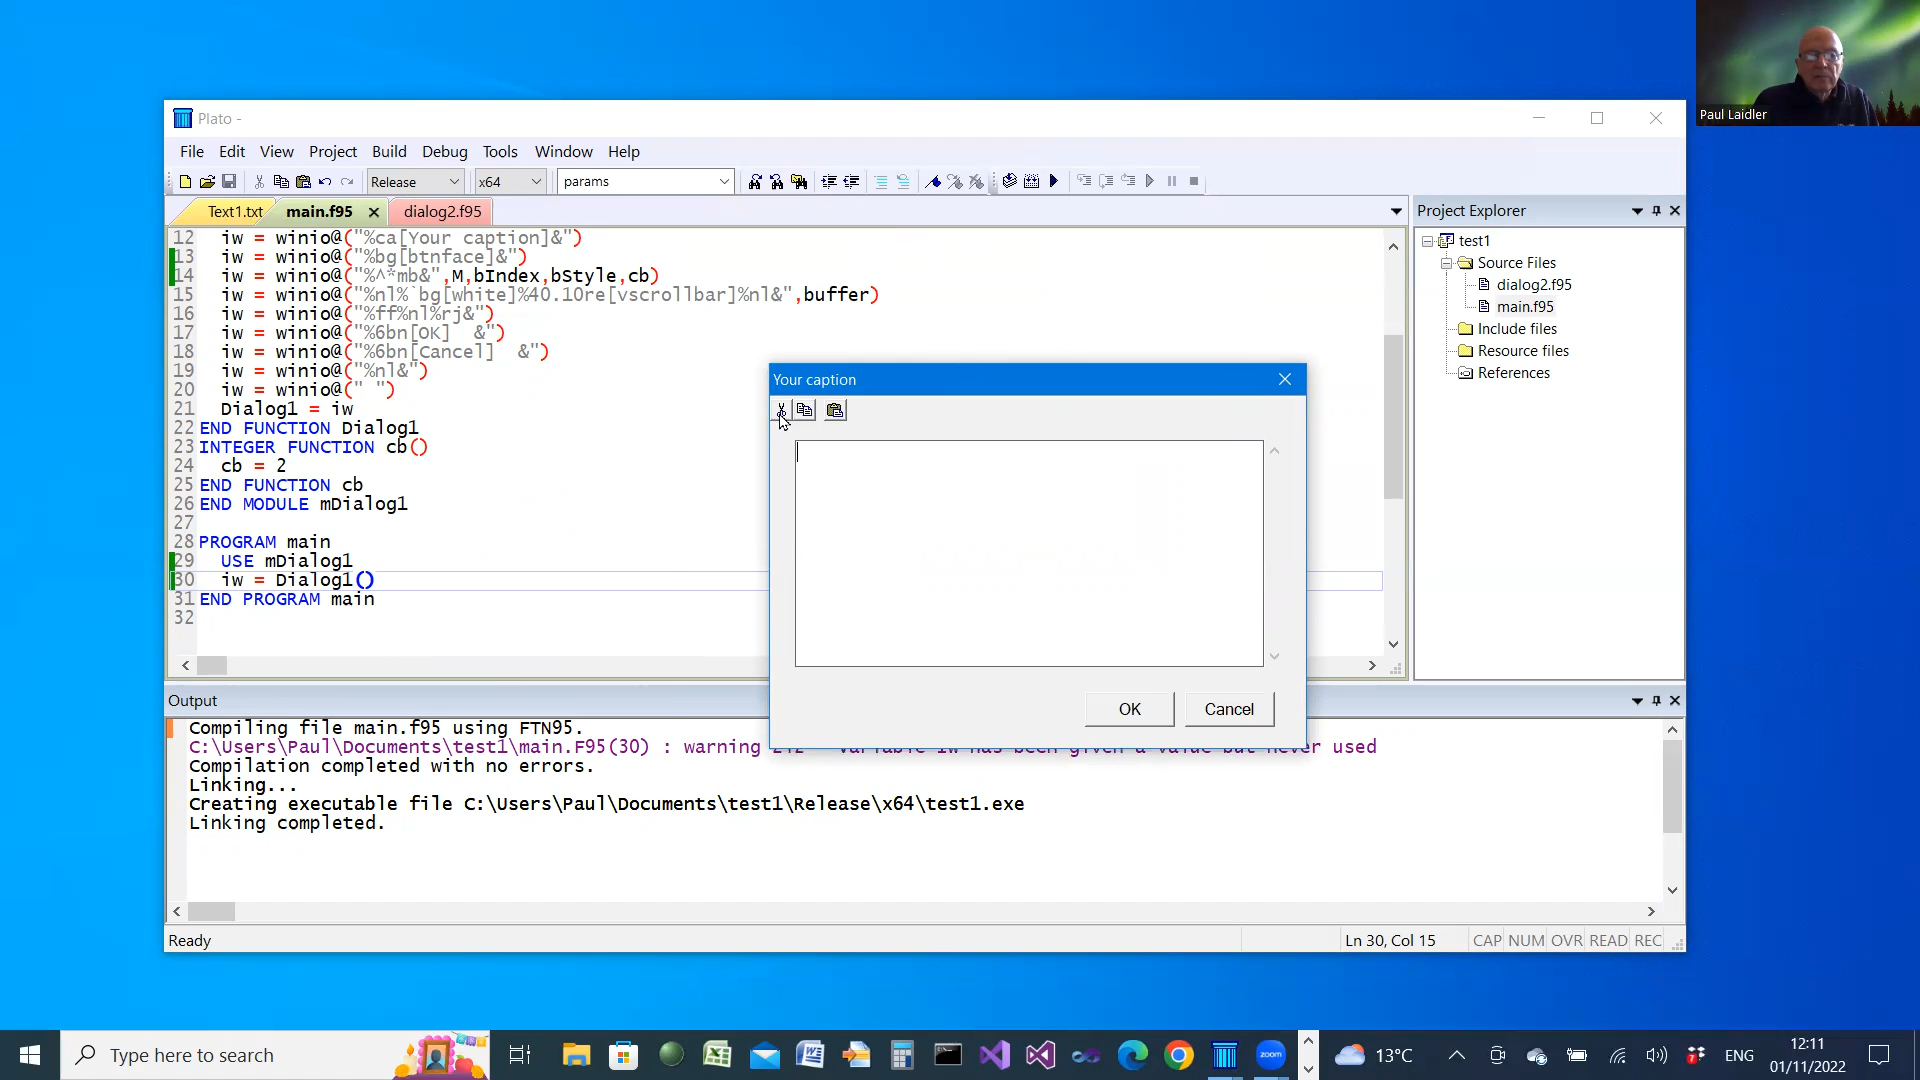 Paul Laidler
Plato -
File Edit View Project Build Debug Tools Window Help
Release x64 params
Text1.txt main.f95 dialog2.f95
Project Explorer
12 iw = winio@("%ca[Your caption]&")
13 iw = winio@("%bg[btnface]&")
14 iw = winio@("%^*mb&",M,bIndex,bStyle,cb)
15 iw = winio@("%nl%`bg[white]%40.10re[vscrollbar]%nl&",buffer)
16 iw = winio@("%ff%nl%rj&")
17 iw = winio@("%6bn[OK]  &")
18 iw = winio@("%6bn[Cancel]  &")
19 iw = winio@("%nl&")
20 iw = winio@(" ")
21 Dialog1 = iw
22 END FUNCTION Dialog1
23 INTEGER FUNCTION cb()
24 cb = 2
25 END FUNCTION cb
26 END MODULE mDialog1
27
28 PROGRAM main
29 USE mDialog1
30 iw = Dialog1()
31 END PROGRAM main
32
test1
Source Files
dialog2.f95
main.f95
Include files
Resource files
References
Your caption
OK Cancel
Output
Compiling file main.f95 using FTN95.
C:\Users\Paul\Documents\test1\main.F95(30) : warning has been given a value but never used
Compilation completed with no errors.
Linking...
Creating executable file C:\Users\Paul\Documents\test1\Release\x64\test1.exe
Linking completed.
Ready Ln 30, Col 15 CAP NUM OVR READ REC
Type here to search
zoom
13°C
ENG
12:11
01/11/2022